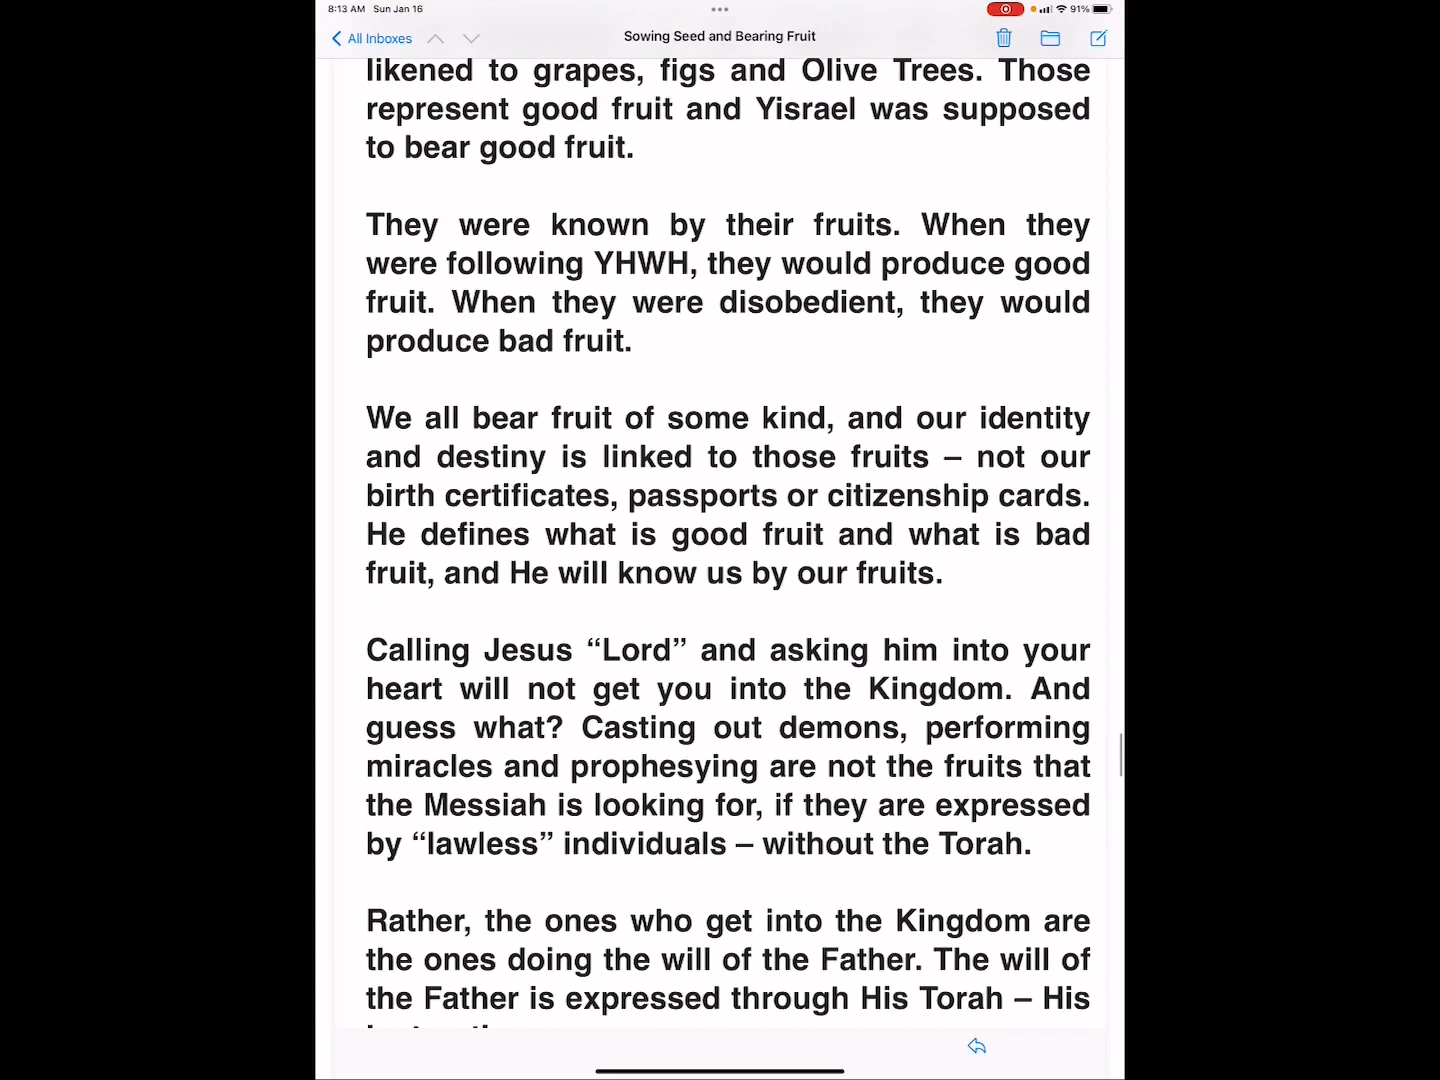 8:13 AM Sun Jan 16
91%
All Inboxes
Sowing Seed and Bearing Fruit
likened to grapes, figs and Olive Trees. Those
represent good fruit and Yisrael was supposed
to bear good fruit.
They were known by their fruits. When they
were following YHWH, they would produce good
fruit. When they were disobedient, they would
produce bad fruit.
We all bear fruit of some kind, and our identity
and destiny is linked to those fruits – not our
birth certificates, passports or citizenship cards.
He defines what is good fruit and what is bad
fruit, and He will know us by our fruits.
Calling Jesus “Lord” and asking him into your
heart will not get you into the Kingdom. And
guess what? Casting out demons, performing
miracles and prophesying are not the fruits that
the Messiah is looking for, if they are expressed
by “lawless” individuals – without the Torah.
Rather, the ones who get into the Kingdom are
the ones doing the will of the Father. The will of
the Father is expressed through His Torah – His